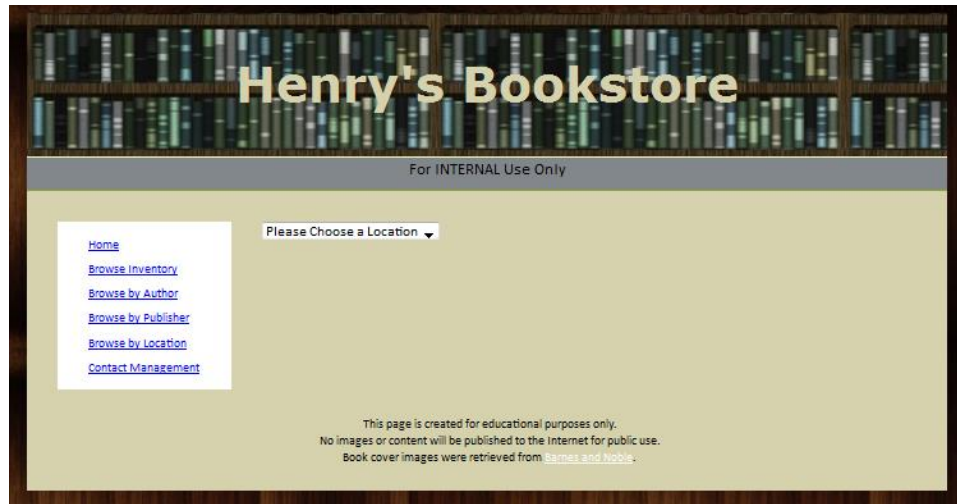 Henry's Bookstore
For INTERNAL Use Only
Please Choose a Location
Home
Browse Inventory
Browse by Author
Browse by Publisher
Browse by Location
Contact Management
This page is created for educational purposes only.
No images or content will be published to the Internet for public use.
Book cover images were retrieved from Barnes and Noble.